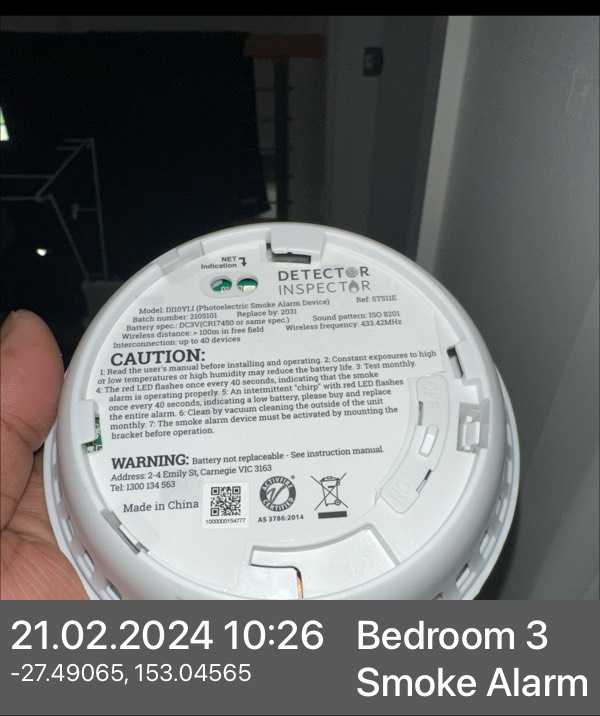 NET
Indication
DETECTOR
INSPECTOR
Model: DI10YLI (Photoelectric Smoke Alarm Device) Ref: ST511E
Batch number: 2105101 Replace by: 2031
Battery spec.: DC3V(CR17450 or same spec.) Sound pattern: ISO 8201
Wireless distance: > 100m in free field Wireless frequency: 433.42MHz
Interconnection: up to 40 devices
CAUTION:
1: Read the user's manual before installing and operating. 2: Constant exposures to high
or low temperatures or high humidity may reduce the battery life. 3: Test monthly.
4: The red LED flashes once every 40 seconds, indicating that the smoke
alarm is operating properly. 5: An intermittent "chirp" with red LED flashes
once every 40 seconds, indicating a low battery, please buy and replace
the entire alarm. 6: Clean by vacuum cleaning the outside of the unit
monthly. 7: The smoke alarm device must be activated by mounting the
bracket before operation.
WARNING: Battery not replaceable - See instruction manual.
Address: 2-4 Emily St, Carnegie VIC 3163
Tel: 1300 134 563
Made in China
1000000154777
ACTIVFIRE
CERTIFIED
AS 3786:2014
21.02.2024 10:26 Bedroom 3
-27.49065, 153.04565 Smoke Alarm